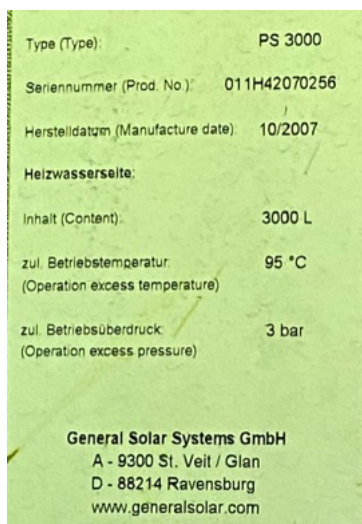 Type (Type): PS 3000
Seriennummer (Prod. No.): 011H42070256
Herstelldatum (Manufacture date): 10/2007
Heizwasserseite:
Inhalt (Content): 3000 L
zul. Betriebstemperatur: 95 °C
(Operation excess temperature)
zul. Betriebsüberdruck: 3 bar
(Operation excess pressure)
General Solar Systems GmbH
A - 9300 St. Veit / Glan
D - 88214 Ravensburg
www.generalsolar.com